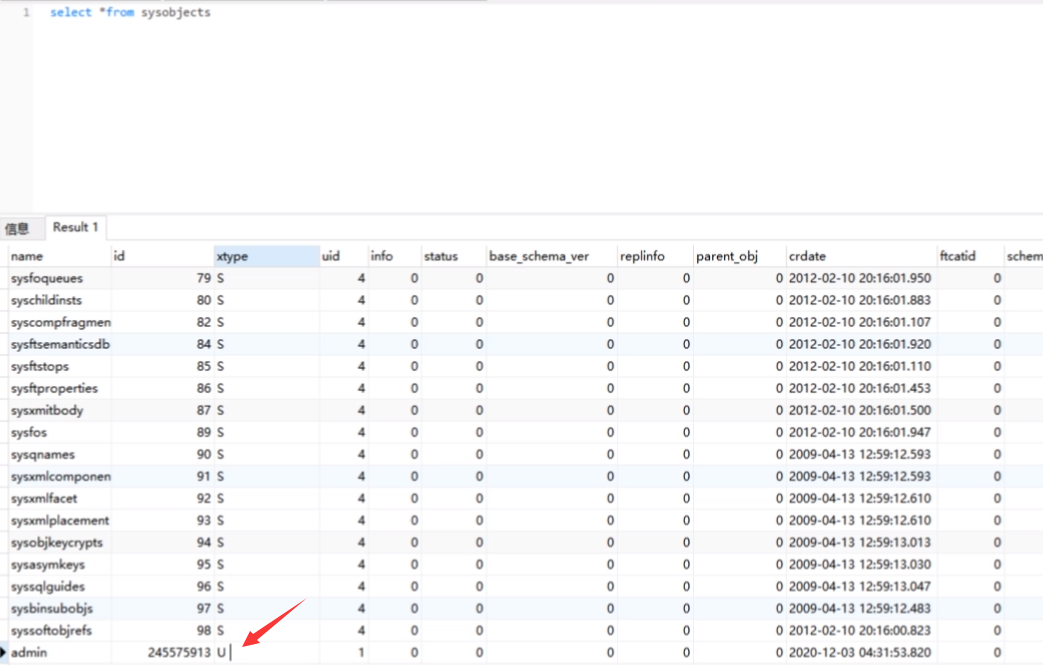 1 select *from sysobjects
信息 Result 1
name id xtype uid info status base_schema_ver replinfo parent_obj crdate ftcatid schem
sysfoqueues 79 S 4 0 0 0 0 0 2012-02-10 20:16:01.950 0
syschildinsts 80 S 4 0 0 0 0 0 2012-02-10 20:16:01.883 0
syscompfragmen 82 S 4 0 0 0 0 0 2012-02-10 20:16:01.107 0
sysftsemanticsdb 84 S 4 0 0 0 0 0 2012-02-10 20:16:01.920 0
sysftstops 85 S 4 0 0 0 0 0 2012-02-10 20:16:01.110 0
sysftproperties 86 S 4 0 0 0 0 0 2012-02-10 20:16:01.453 0
sysxmitbody 87 S 4 0 0 0 0 0 2012-02-10 20:16:01.500 0
sysfos 89 S 4 0 0 0 0 0 2012-02-10 20:16:01.947 0
sysqnames 90 S 4 0 0 0 0 0 2009-04-13 12:59:12.593 0
sysxmlcomponen 91 S 4 0 0 0 0 0 2009-04-13 12:59:12.593 0
sysxmlfacet 92 S 4 0 0 0 0 0 2009-04-13 12:59:12.610 0
sysxmlplacement 93 S 4 0 0 0 0 0 2009-04-13 12:59:12.610 0
sysobjkeycrypts 94 S 4 0 0 0 0 0 2009-04-13 12:59:13.013 0
sysasymkeys 95 S 4 0 0 0 0 0 2009-04-13 12:59:13.030 0
syssqlguides 96 S 4 0 0 0 0 0 2009-04-13 12:59:13.047 0
sysbinsubobjs 97 S 4 0 0 0 0 0 2009-04-13 12:59:12.483 0
syssoftobjrefs 98 S 4 0 0 0 0 0 2012-02-10 20:16:00.823 0
admin 245575913 U 1 0 0 0 0 0 2020-12-03 04:31:53.820 0